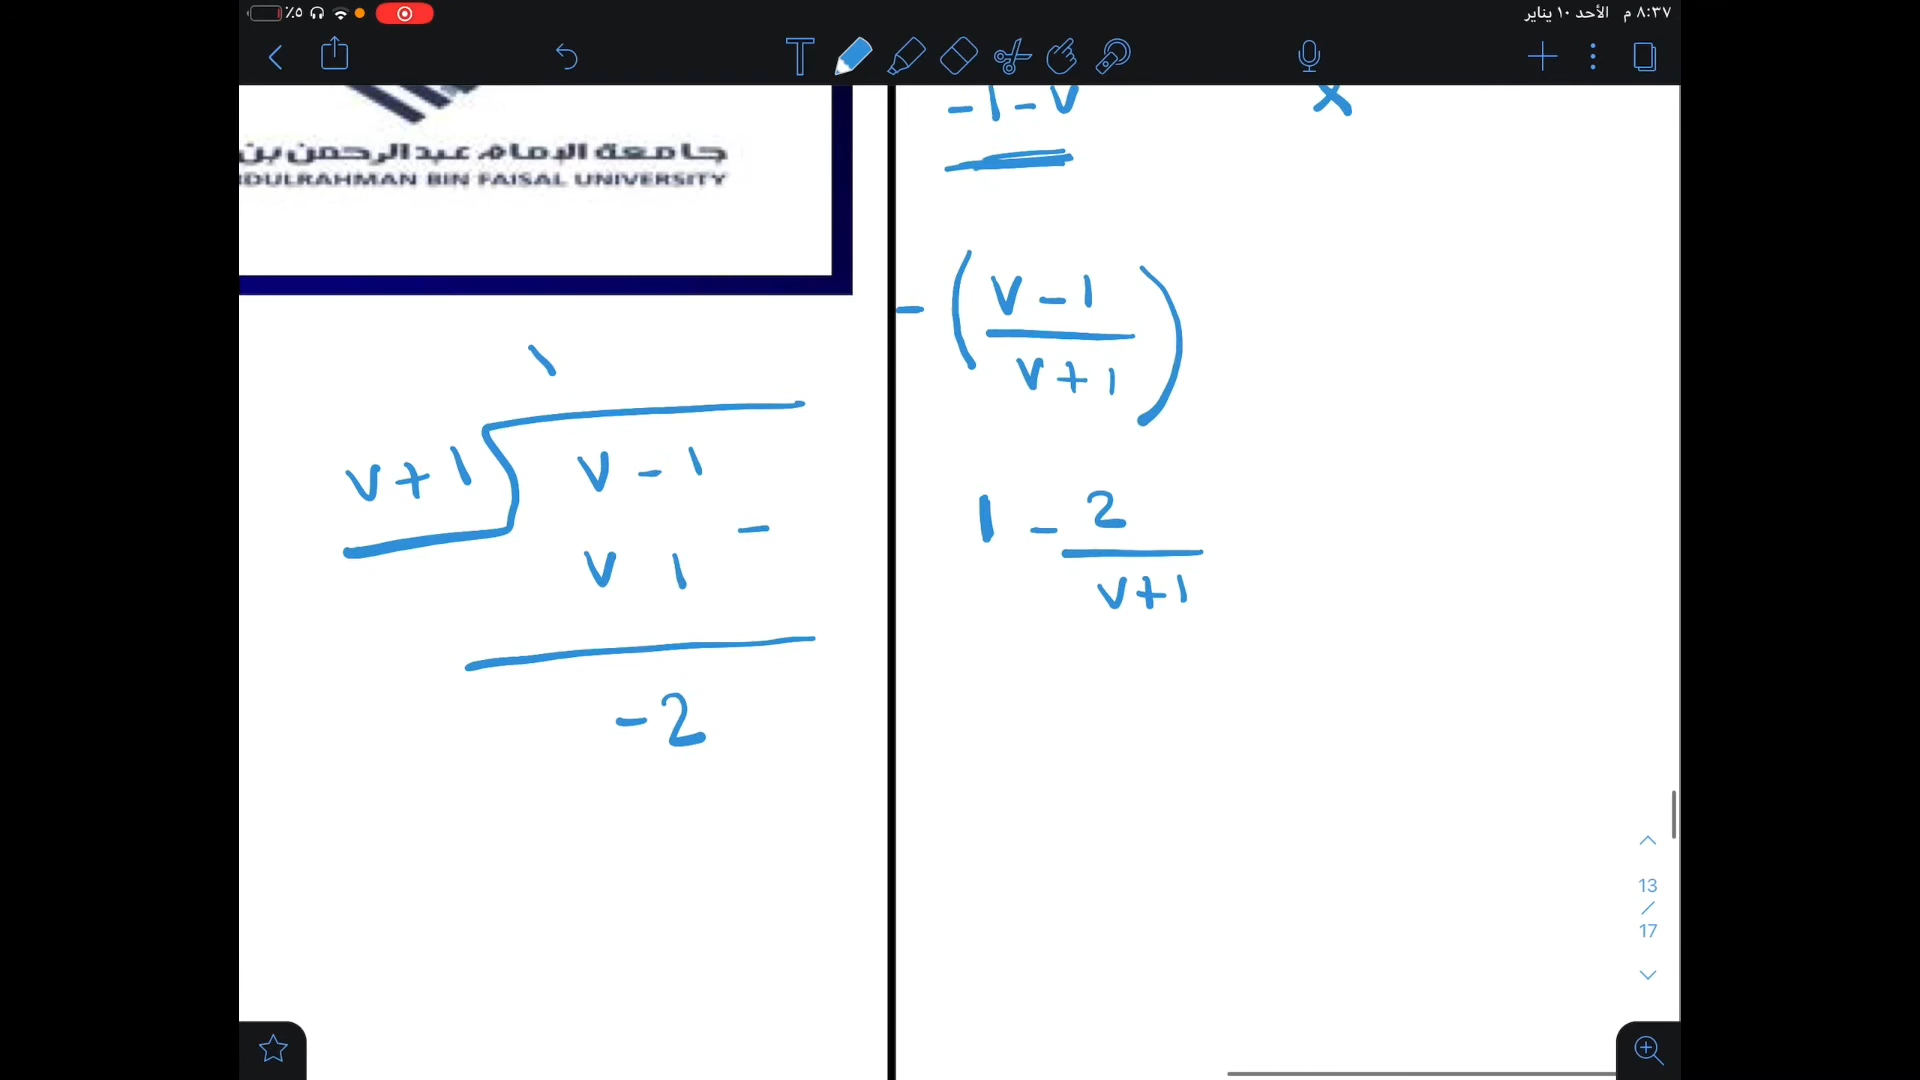 ٪٥
٨:٣٧ م الأحد ١٠ يناير
T
جامعة الإمام عبدالرحمن بن
BDULRAHMAN BIN FAISAL UNIVERSITY
1
v+1 v-1
-
v 1
-2
-1-v x
-(v-1/v+1)
1-2/v+1
13
/
17